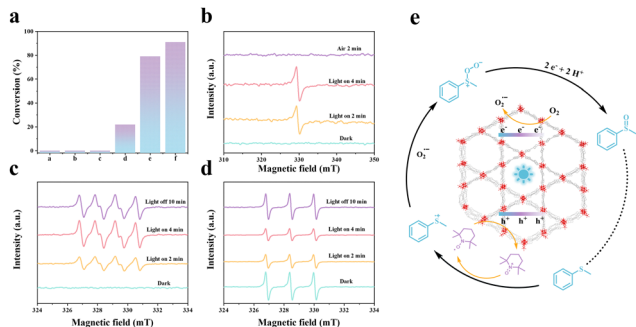 a
Conversion (%)
100
80
60
40
20
0
a b c d e f
b
Intensity (a.u.)
Air 2 min
Light on 4 min
Light on 2 min
Dark
310 320 330 340 350
Magnetic field (mT)
c
Intensity (a.u.)
Light off 10 min
Light on 4 min
Light on 2 min
Dark
324 326 328 330 332 334
Magnetic field (mT)
d
Intensity (a.u.)
Light off 10 min
Light on 4 min
Light on 2 min
Dark
324 326 328 330 332 334
Magnetic field (mT)
e
2 e⁻ + 2 H⁺
O₂•⁻
O₂
e⁻ e⁻ e⁻
h⁺ h⁺ h⁺
O₂•⁻